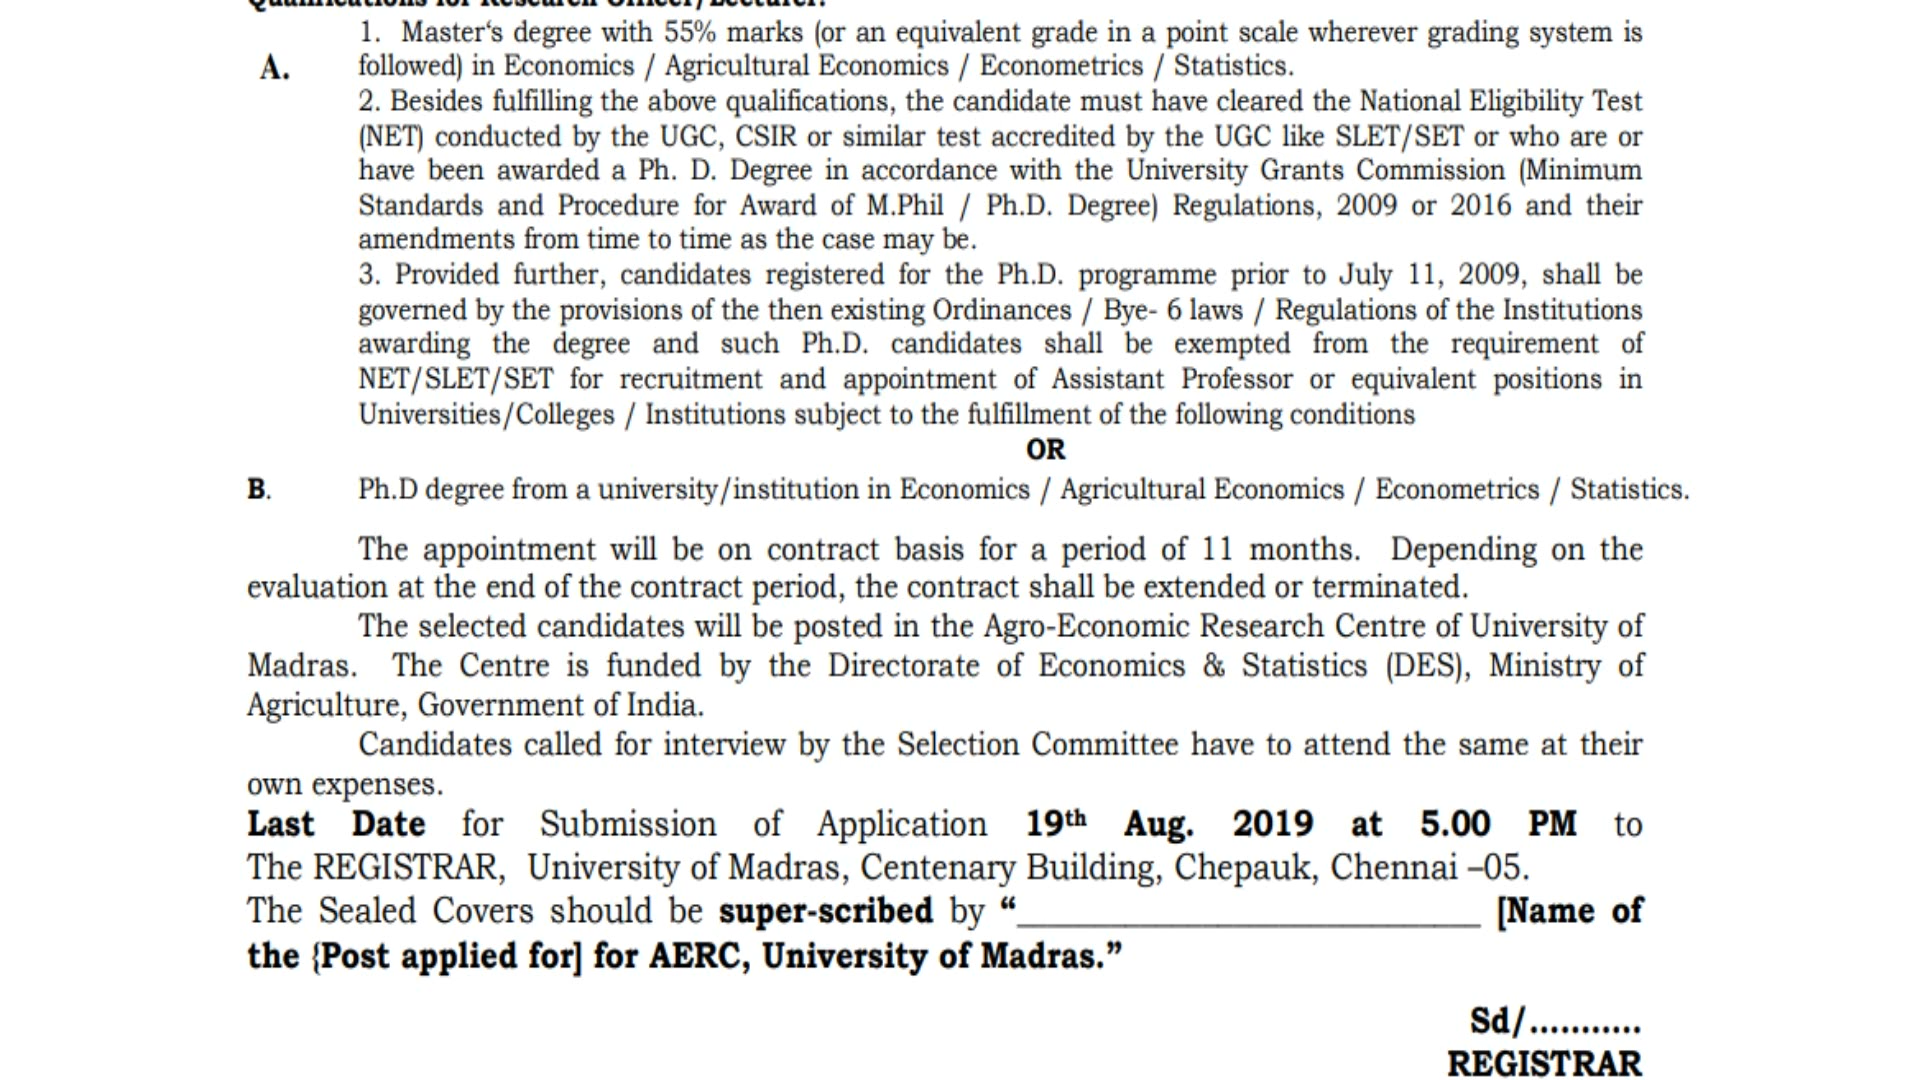 Qualifications for Research Officer/Lecturer:
1. Master‘s degree with 55% marks (or an equivalent grade in a point scale wherever grading system is
A. followed) in Economics / Agricultural Economics / Econometrics / Statistics.
2. Besides fulfilling the above qualifications, the candidate must have cleared the National Eligibility Test
(NET) conducted by the UGC, CSIR or similar test accredited by the UGC like SLET/SET or who are or
have been awarded a Ph. D. Degree in accordance with the University Grants Commission (Minimum
Standards and Procedure for Award of M.Phil / Ph.D. Degree) Regulations, 2009 or 2016 and their
amendments from time to time as the case may be.
3. Provided further, candidates registered for the Ph.D. programme prior to July 11, 2009, shall be
governed by the provisions of the then existing Ordinances / Bye- 6 laws / Regulations of the Institutions
awarding the degree and such Ph.D. candidates shall be exempted from the requirement of
NET/SLET/SET for recruitment and appointment of Assistant Professor or equivalent positions in
Universities/Colleges / Institutions subject to the fulfillment of the following conditions
OR
B. Ph.D degree from a university/institution in Economics / Agricultural Economics / Econometrics / Statistics.
The appointment will be on contract basis for a period of 11 months. Depending on the
evaluation at the end of the contract period, the contract shall be extended or terminated.
The selected candidates will be posted in the Agro-Economic Research Centre of University of
Madras. The Centre is funded by the Directorate of Economics & Statistics (DES), Ministry of
Agriculture, Government of India.
Candidates called for interview by the Selection Committee have to attend the same at their
own expenses.
Last Date for Submission of Application 19th Aug. 2019 at 5.00 PM to
The REGISTRAR, University of Madras, Centenary Building, Chepauk, Chennai –05.
The Sealed Covers should be super-scribed by “______________________________ [Name of
the {Post applied for] for AERC, University of Madras.”
Sd/...........
REGISTRAR